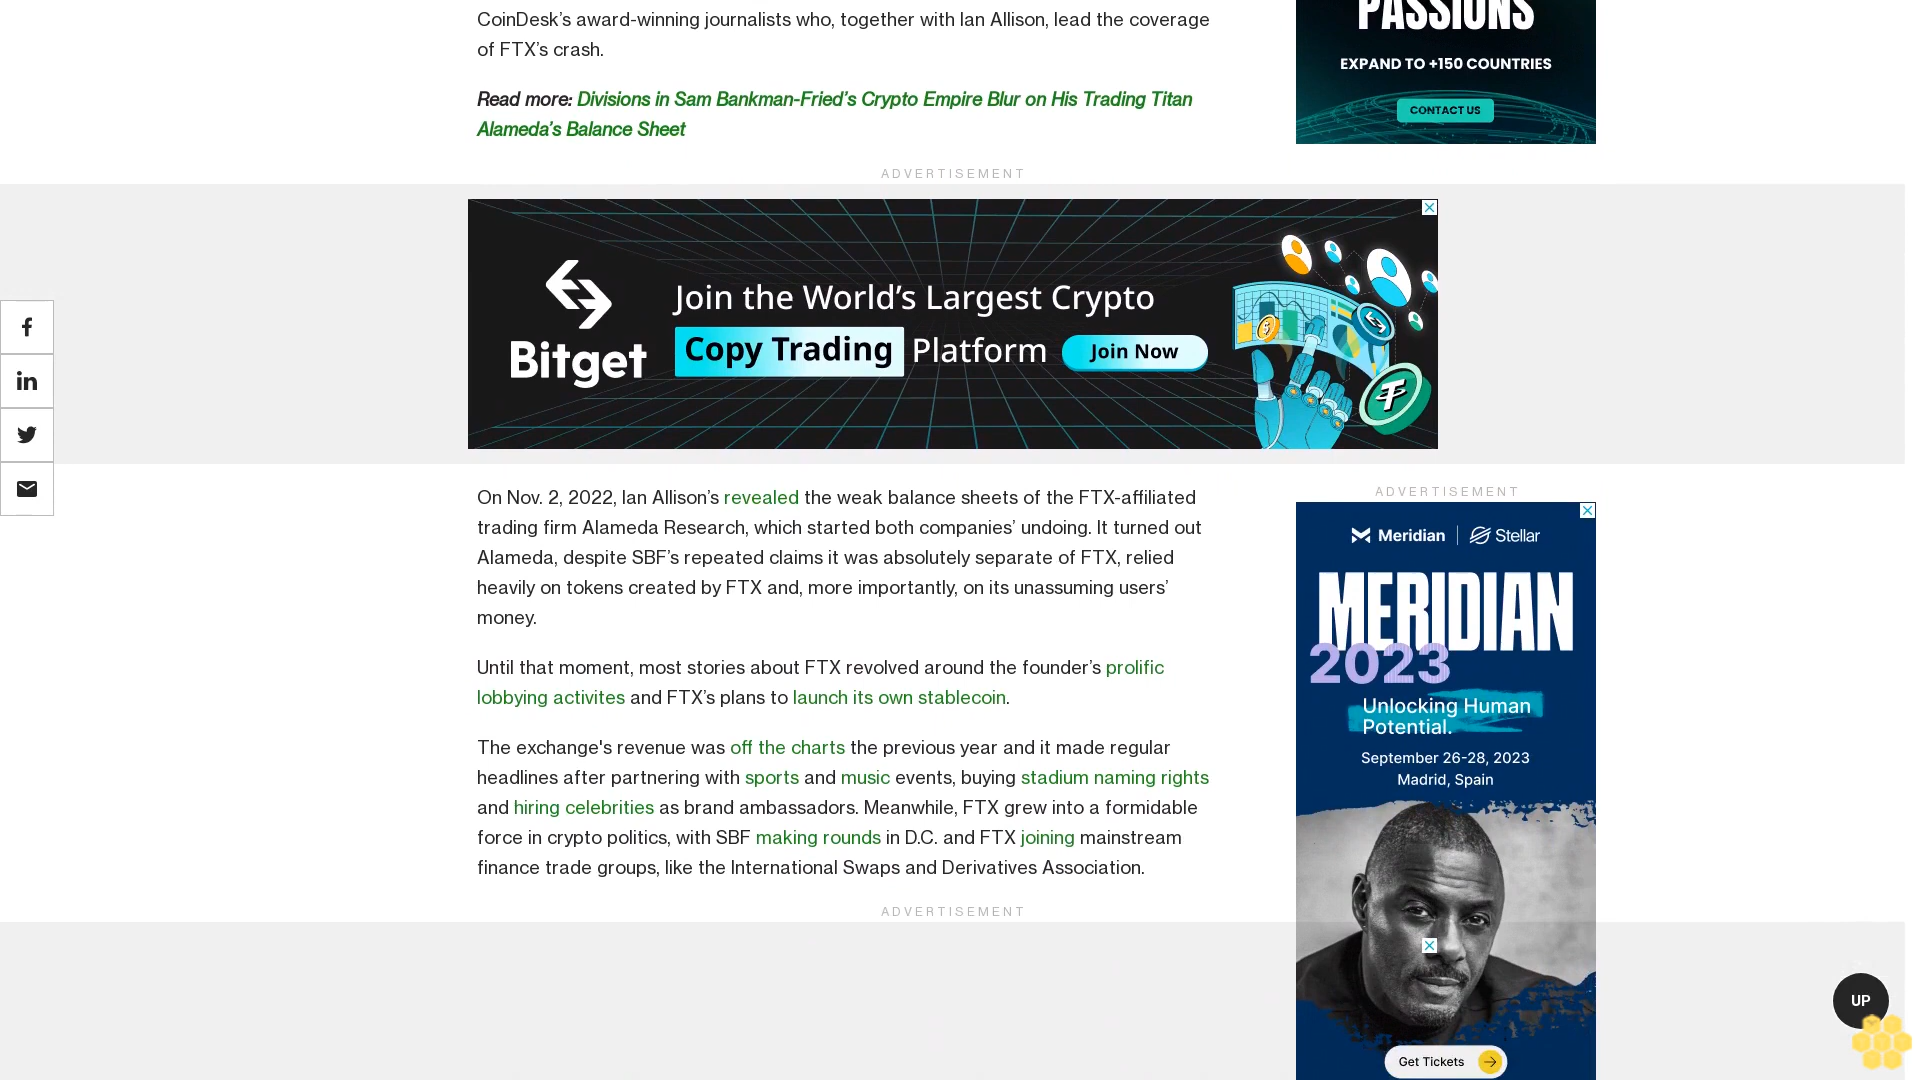 CoinDesk’s award-winning journalists who, together with Ian Allison, lead the coverage
of FTX’s crash.
Read more: Divisions in Sam Bankman-Fried’s Crypto Empire Blur on His Trading Titan
Alameda’s Balance Sheet
PASSIONS
EXPAND TO +150 COUNTRIES
CONTACT US
ADVERTISEMENT
Bitget
Join the World’s Largest Crypto
Copy Trading Platform
Join Now
On Nov. 2, 2022, Ian Allison’s revealed the weak balance sheets of the FTX-affiliated
trading firm Alameda Research, which started both companies’ undoing. It turned out
Alameda, despite SBF’s repeated claims it was absolutely separate of FTX, relied
heavily on tokens created by FTX and, more importantly, on its unassuming users’
money.
Until that moment, most stories about FTX revolved around the founder’s prolific
lobbying activites and FTX’s plans to launch its own stablecoin.
The exchange's revenue was off the charts the previous year and it made regular
headlines after partnering with sports and music events, buying stadium naming rights
and hiring celebrities as brand ambassadors. Meanwhile, FTX grew into a formidable
force in crypto politics, with SBF making rounds in D.C. and FTX joining mainstream
finance trade groups, like the International Swaps and Derivatives Association.
ADVERTISEMENT
ADVERTISEMENT
Meridian | Stellar
MERIDIAN
2023
Unlocking Human
Potential.
September 26-28, 2023
Madrid, Spain
Get Tickets
UP